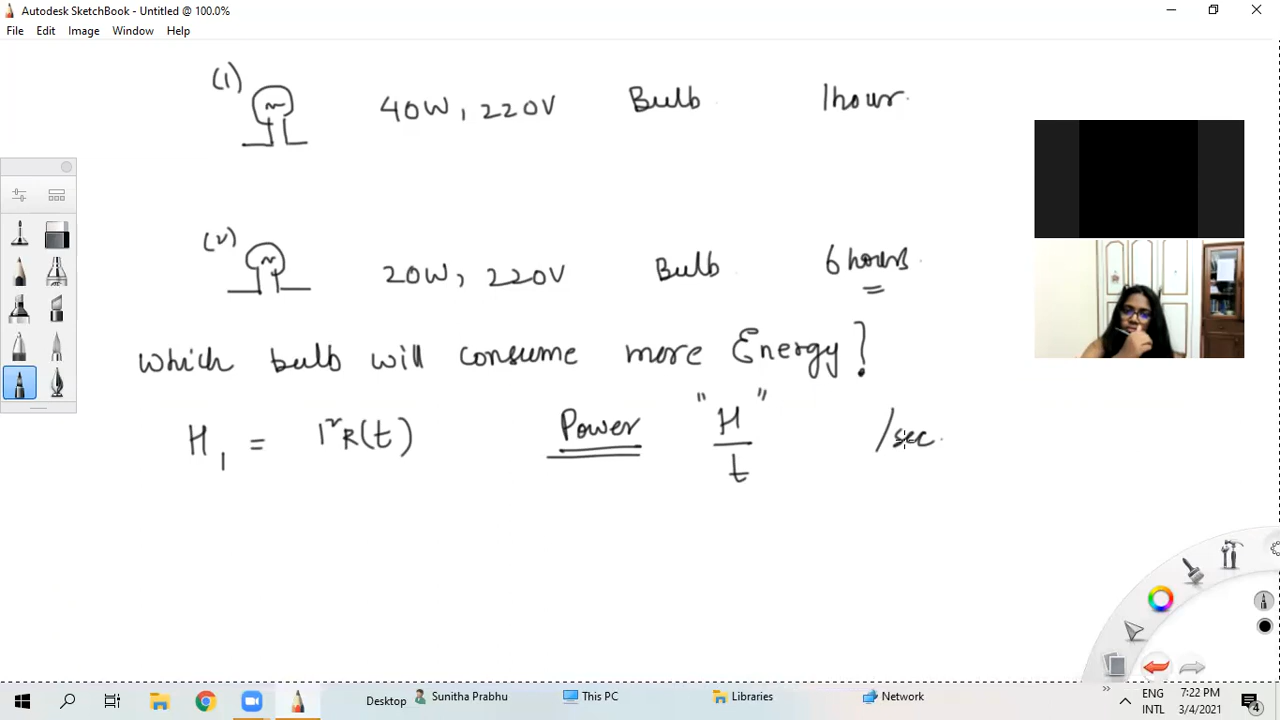 Autodesk SketchBook - Untitled @ 100.0%
File Edit Image Window Help
(1) 40W, 220V Bulb 1hour.
(2) 20W, 220V Bulb 6 hours.
Which bulb will consume more Energy?
H1 = I²R(t) Power "H"/t /sec.
Desktop Sunitha Prabhu This PC Libraries Network
ENG
INTL
7:22 PM
3/4/2021
4